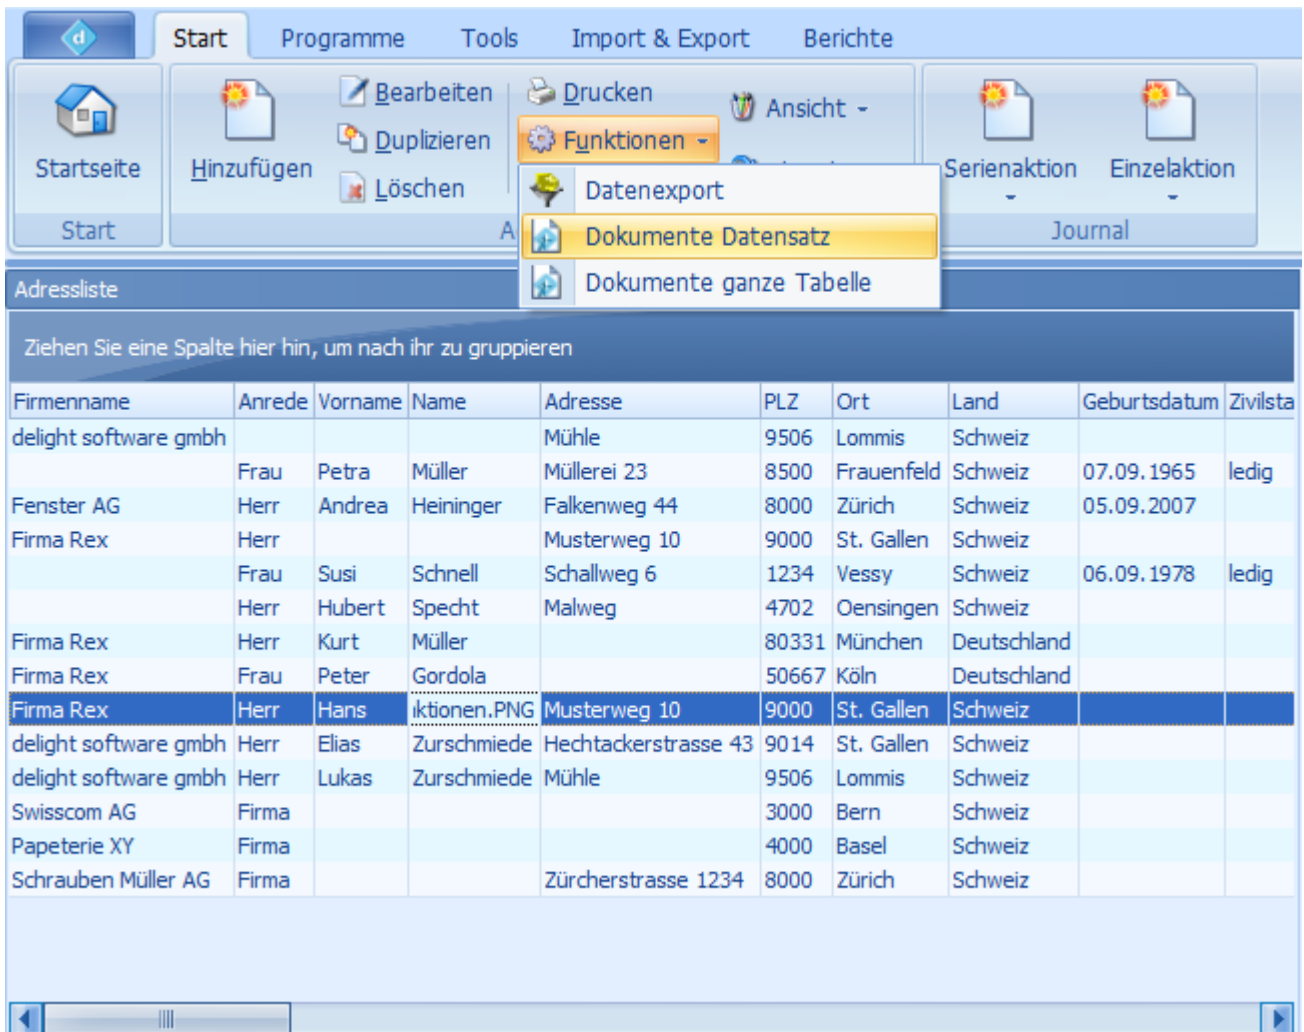 d
Start Programme Tools Import & Export Berichte
Startseite
Start
Hinzufügen
Bearbeiten
Duplizieren
Löschen
Drucken
Funktionen
Ansicht
A
Datenexport
Dokumente Datensatz
Dokumente ganze Tabelle
Serienaktion Einzelaktion
Journal
Adressliste
Ziehen Sie eine Spalte hier hin, um nach ihr zu gruppieren
Firmenname Anrede Vorname Name Adresse PLZ Ort Land Geburtsdatum Zivilsta
delight software gmbh Mühle 9506 Lommis Schweiz
Frau Petra Müller Müllerei 23 8500 Frauenfeld Schweiz 07.09.1965 ledig
Fenster AG Herr Andrea Heininger Falkenweg 44 8000 Zürich Schweiz 05.09.2007
Firma Rex Herr Musterweg 10 9000 St. Gallen Schweiz
Frau Susi Schnell Schallweg 6 1234 Vessy Schweiz 06.09.1978 ledig
Herr Hubert Specht Malweg 4702 Oensingen Schweiz
Firma Rex Herr Kurt Müller 80331 München Deutschland
Firma Rex Frau Peter Gordola 50667 Köln Deutschland
Firma Rex Herr Hans ktionen.PNG Musterweg 10 9000 St. Gallen Schweiz
delight software gmbh Herr Elias Zurschmiede Hechtackerstrasse 43 9014 St. Gallen Schweiz
delight software gmbh Herr Lukas Zurschmiede Mühle 9506 Lommis Schweiz
Swisscom AG Firma 3000 Bern Schweiz
Papeterie XY Firma 4000 Basel Schweiz
Schrauben Müller AG Firma Zürcherstrasse 1234 8000 Zürich Schweiz